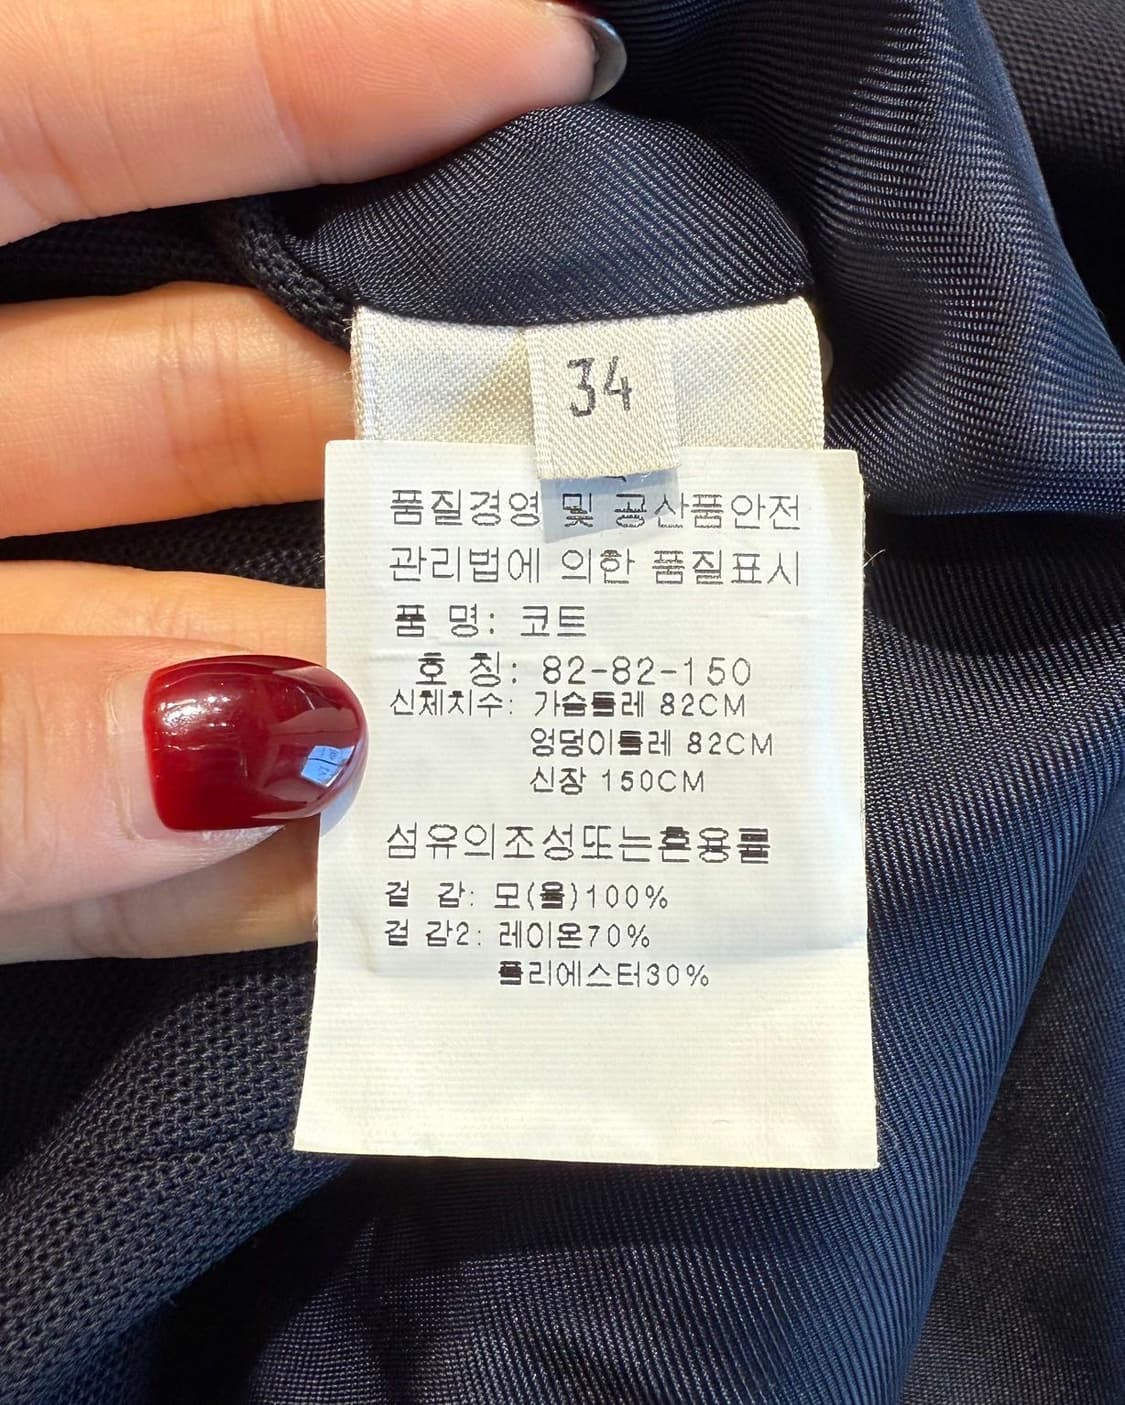 34
품질경영 및 공산품안전
관리법에 의한 품질표시
품 명: 코트
호 칭: 82-82-150
신체치수: 가슴둘레 82CM
엉덩이둘레 82CM
신장 150CM
섬유의조성또는혼용률
겉 감: 모(울)100%
겉 감2: 레이온70%
폴리에스터30%